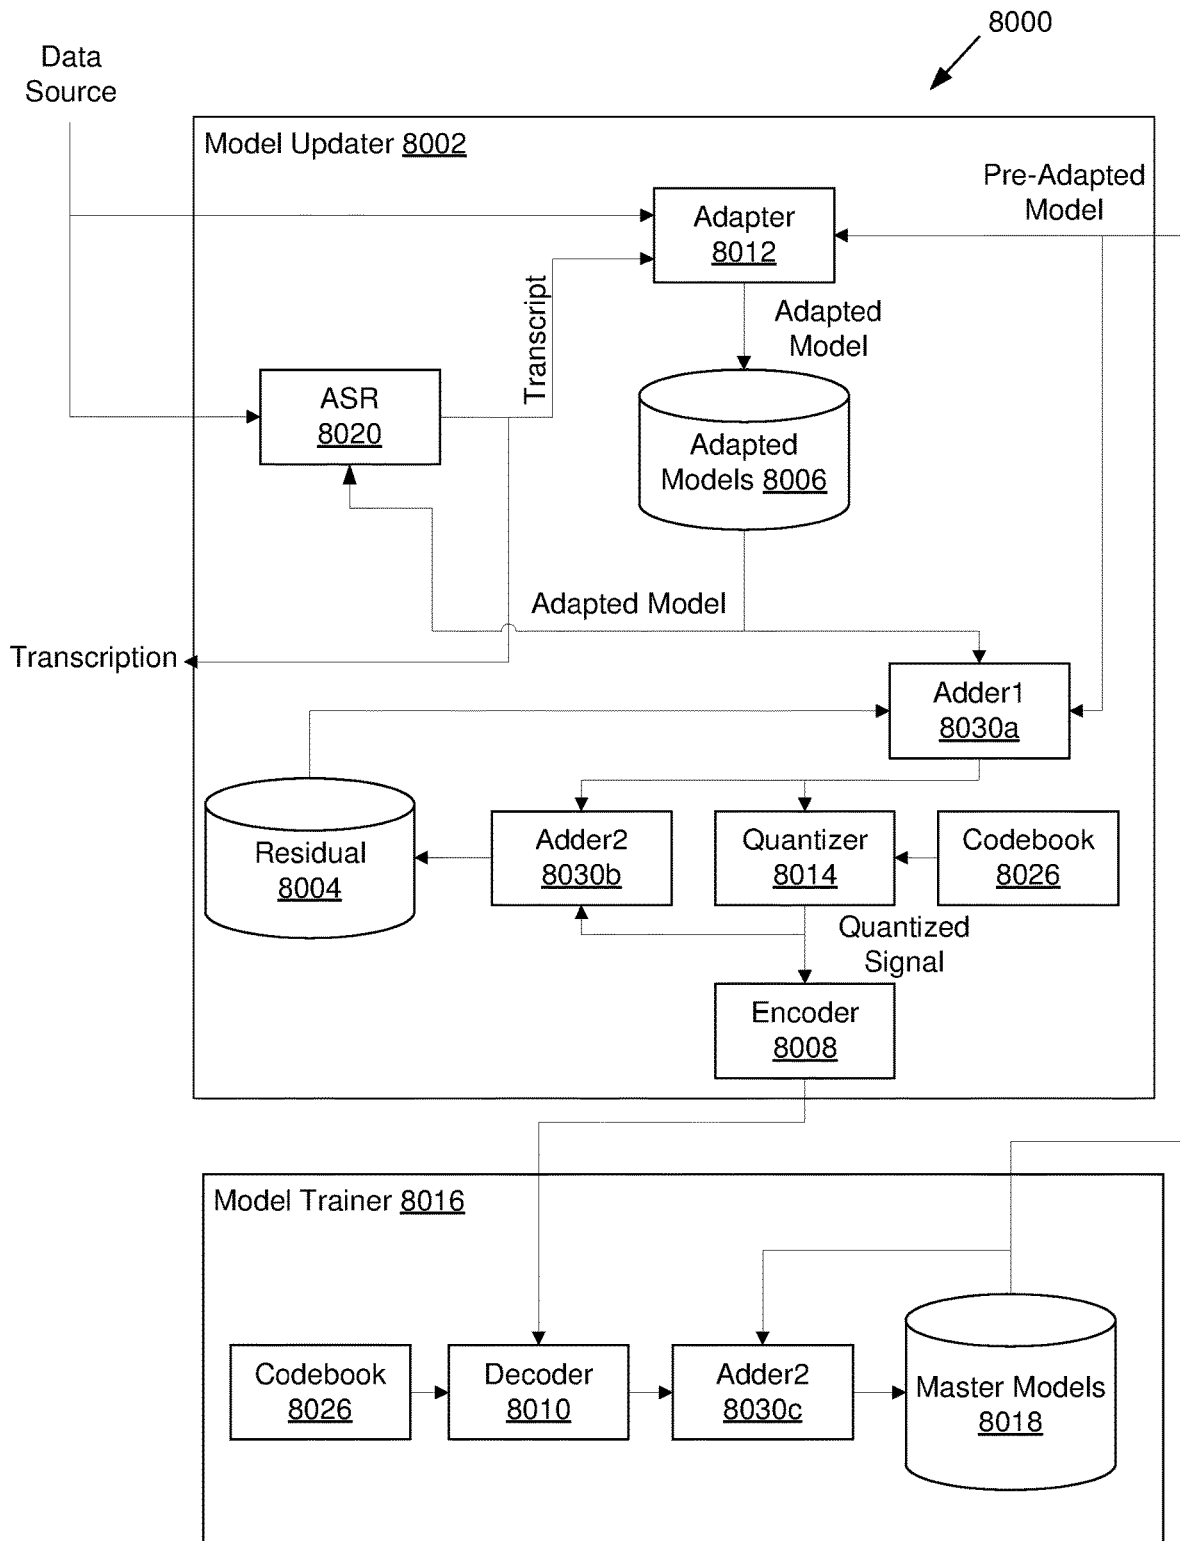 8000
Data
Source
Model Updater 8002
Pre-Adapted
Model
Adapter
8012
Transcript
Adapted
Model
ASR
8020
Adapted
Models 8006
Adapted Model
Transcription
Adder1
8030a
Residual
8004
Adder2
8030b
Quantizer
8014
Codebook
8026
Quantized
Signal
Encoder
8008
Model Trainer 8016
Codebook
8026
Decoder
8010
Adder2
8030c
Master Models
8018